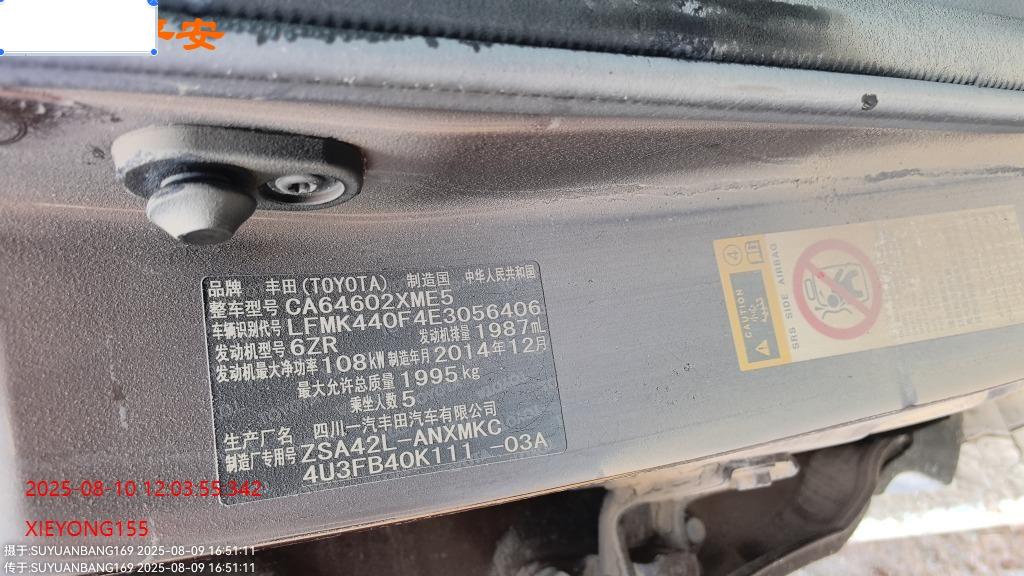 平安
品牌 丰田(TOYOTA) 制造国 中华人民共和国
整车型号 CA64602XME5
车辆识别代号 LFMK440F4E3056406
发动机型号 6ZR 发动机排量 1987mL
发动机最大净功率 108kW 制造年月 2014年12月
最大允许总质量 1995kg
乘坐人数 5
生产厂名 四川一汽丰田汽车有限公司
制造厂专用号 ZSA42L-ANXMKC
4U3FB40K111 -03A
CAUTION
SRS SIDE AIRBAG
2025-08-10 12:03:55.342
XIEYONG155
摄于:SUYUANBANG169 2025-08-09 16:51:11
传于:SUYUANBANG169 2025-08-09 16:51:11